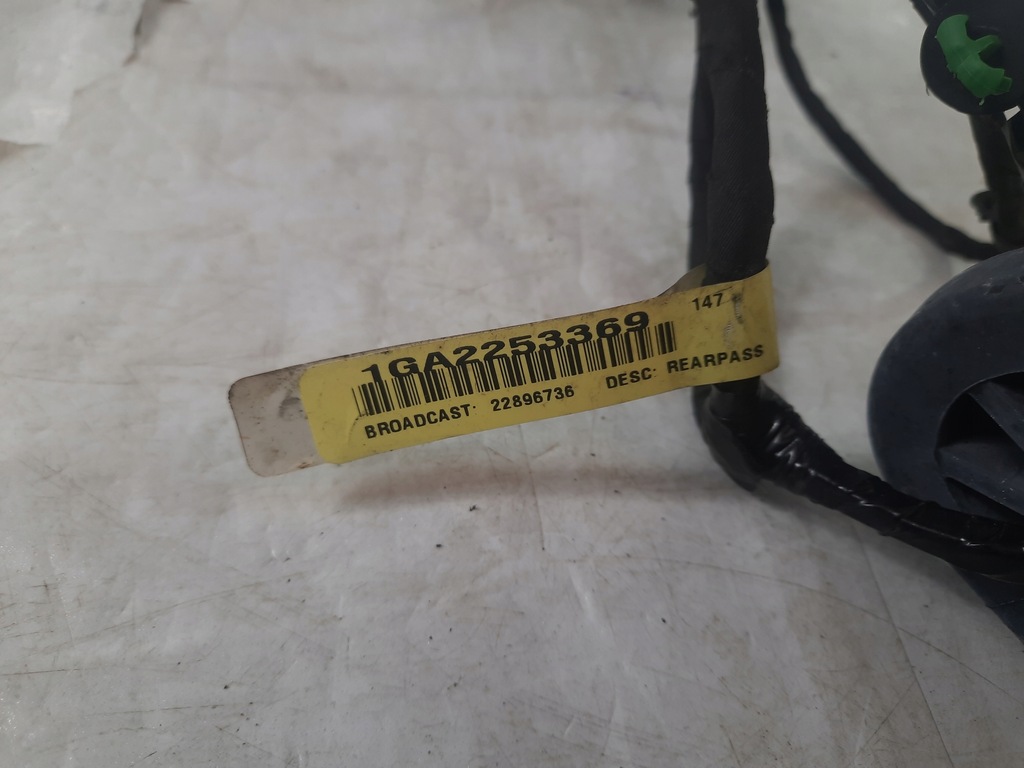 147
1GA2253369
BROADCAST: 22896736 DESC: REARPASS